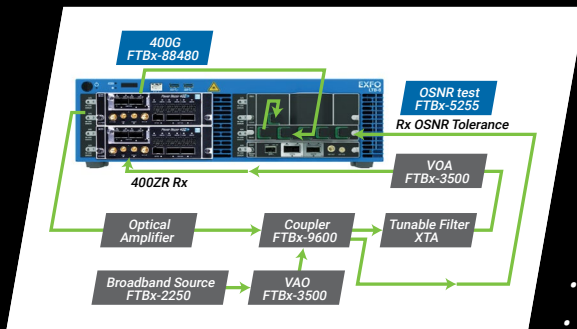 400G
FTBx-88480
EXFO
OSNR test
FTBx-5255
Rx OSNR Tolerance
400ZR Rx
VOA
FTBx-3500
Optical
Amplifier
Coupler
FTBx-9600
Tunable Filter
XTA
Broadband Source
FTBx-2250
VAO
FTBx-3500